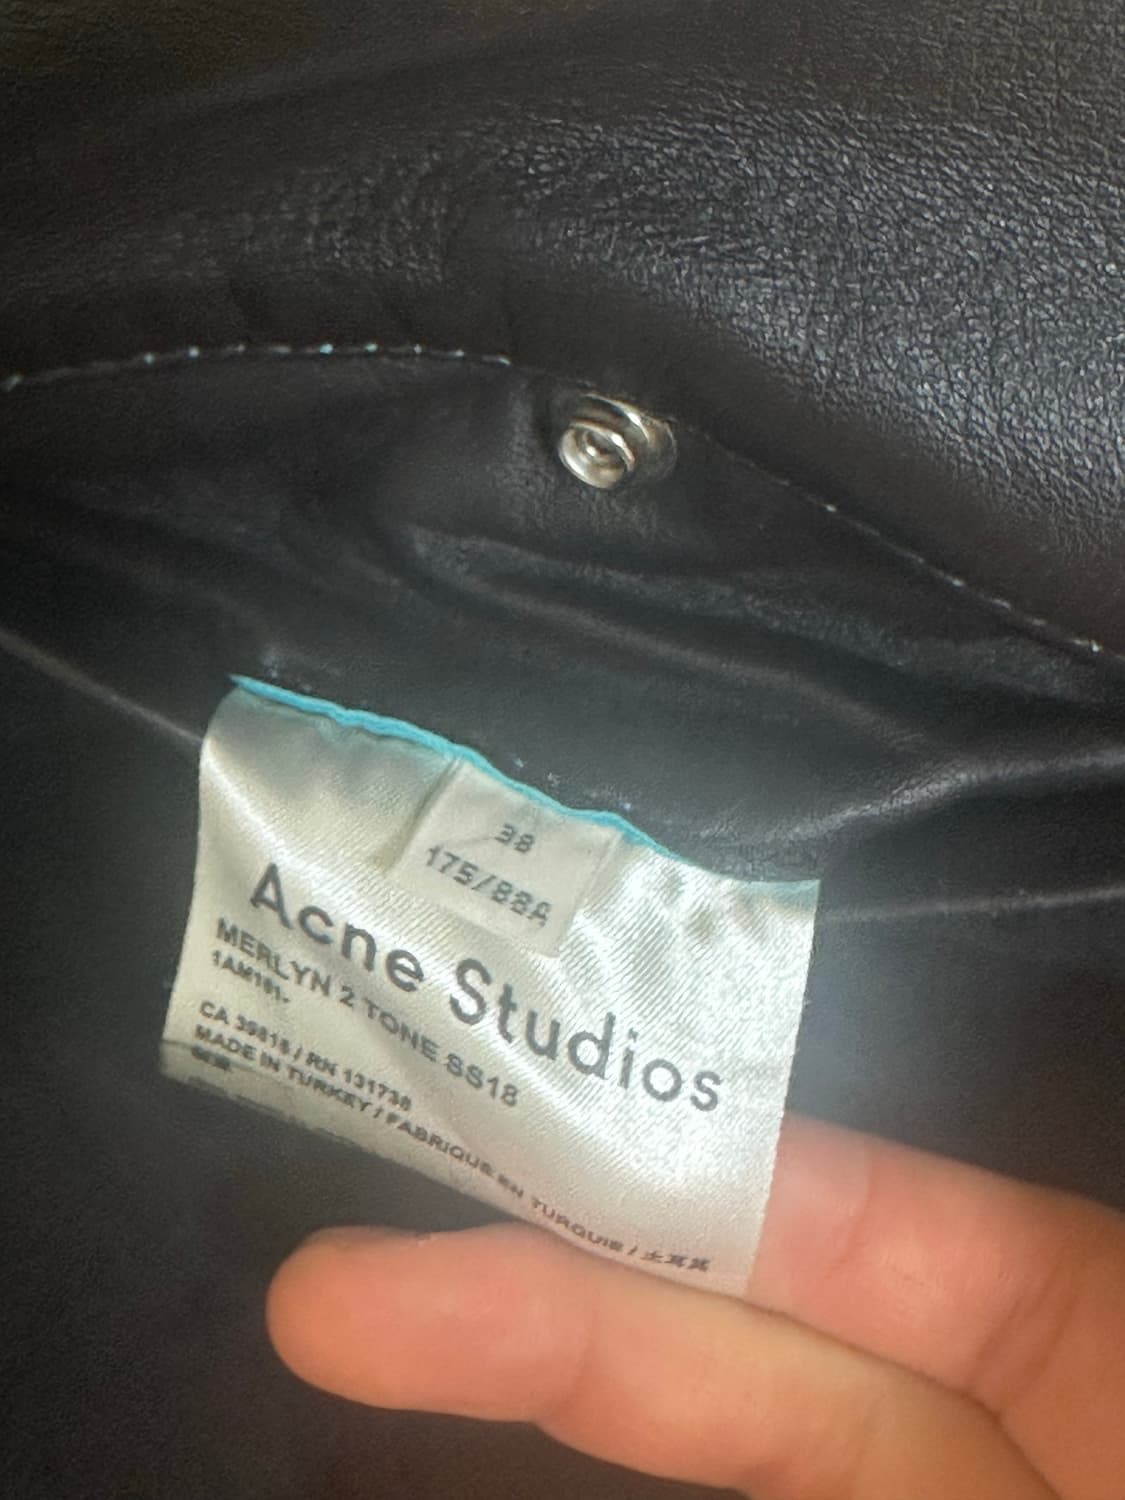 38
175/88A
Acne Studios
MERLYN 2 TONE SS18
1AM181-
CA 39816 / RN 131738
MADE IN TURKEY / FABRIQUE EN TURQUIE / 土耳其